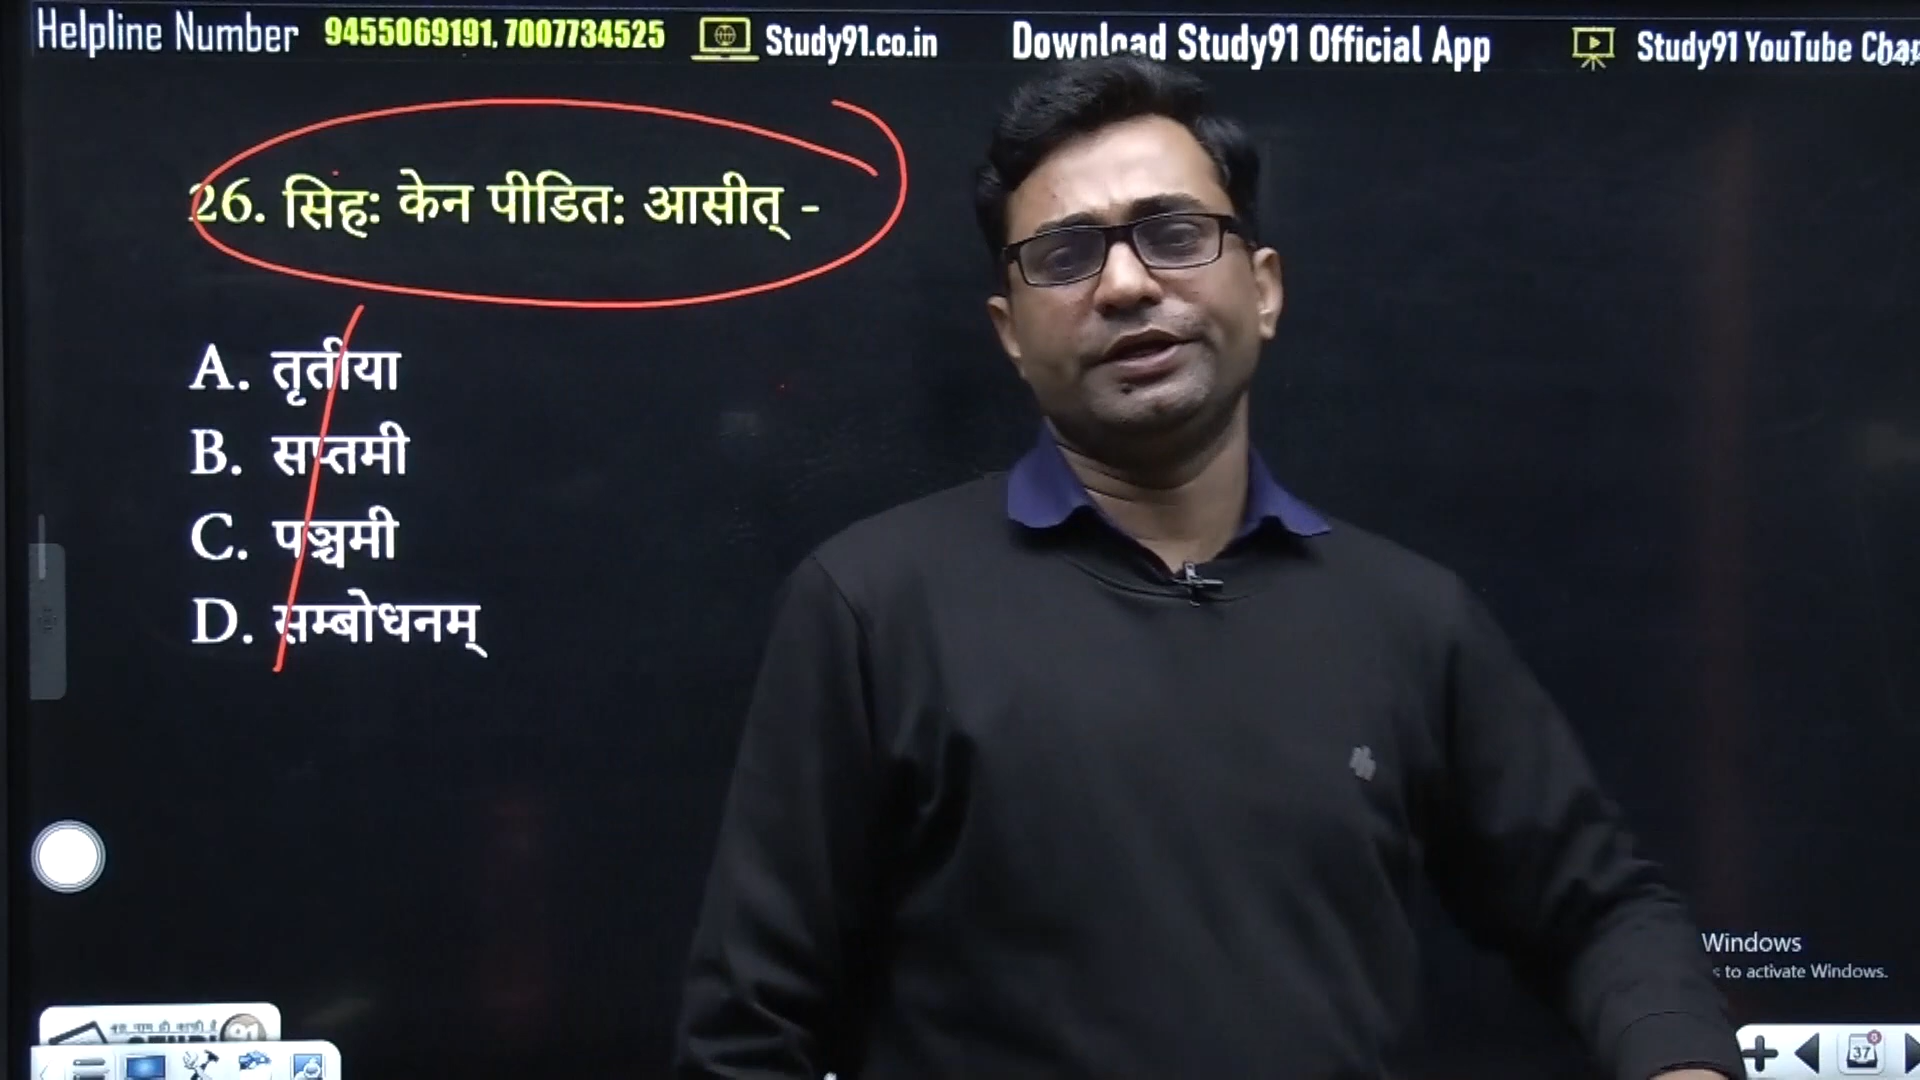 Helpline Number 9455069191, 7007734525 Study91.co.in Download Study91 Official App Study91 YouTube
26. सिह: केन पीडित: आसीत् -
A. तृतीया
B. सप्तमी
C. पञ्चमी
D. सम्बोधनम्
Windows
to activate Windows.
37